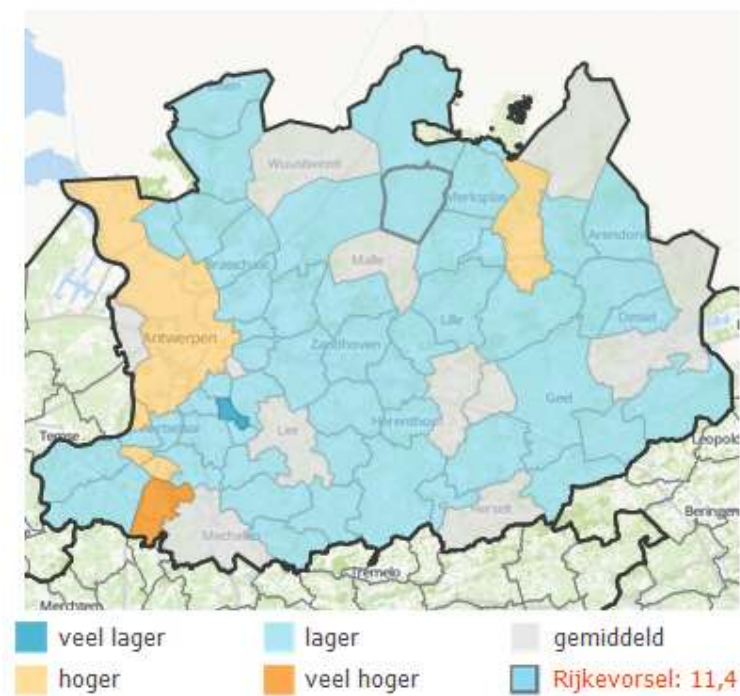 Wuustwezel
Merksplas
Arendonk
Brasschaat
Malle
Antwerpen
Lille
Dessel
Zandhoven
Geel
Temse
Lier
Herenthout
Leopold
Mechelen
Herselt
Beringen
Tremelo
Merchtem
veel lager
lager
gemiddeld
hoger
veel hoger
Rijkevorsel: 11,4